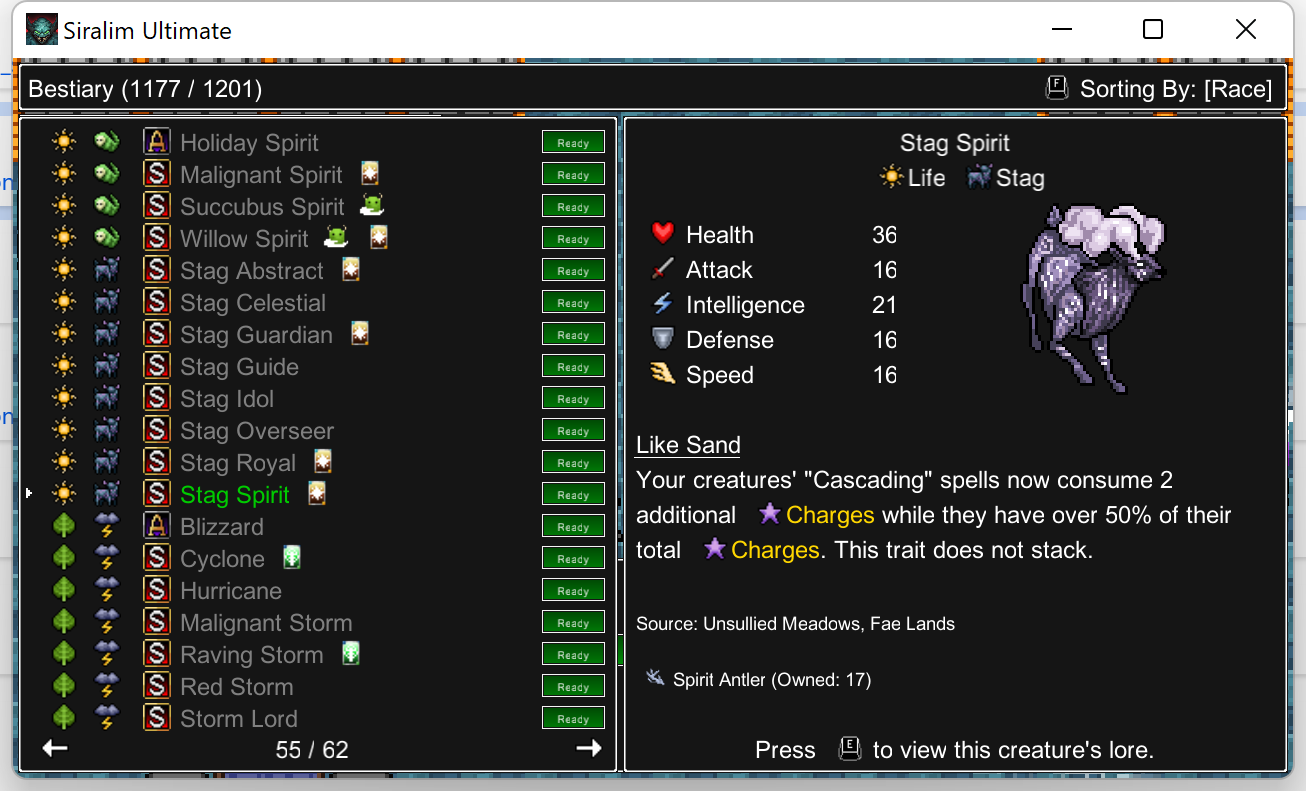 Siralim Ultimate
Bestiary (1177 / 1201)
F Sorting By: [Race]
A Holiday Spirit Ready
S Malignant Spirit Ready
S Succubus Spirit Ready
S Willow Spirit Ready
S Stag Abstract Ready
S Stag Celestial Ready
S Stag Guardian Ready
S Stag Guide Ready
S Stag Idol Ready
S Stag Overseer Ready
S Stag Royal Ready
S Stag Spirit Ready
A Blizzard Ready
S Cyclone Ready
S Hurricane Ready
S Malignant Storm Ready
S Raving Storm Ready
S Red Storm Ready
S Storm Lord Ready
55 / 62
Stag Spirit
Life Stag
Health 36
Attack 16
Intelligence 21
Defense 16
Speed 16
Like Sand
Your creatures' "Cascading" spells now consume 2
additional Charges while they have over 50% of their
total Charges. This trait does not stack.
Source: Unsullied Meadows, Fae Lands
Spirit Antler (Owned: 17)
Press E to view this creature's lore.